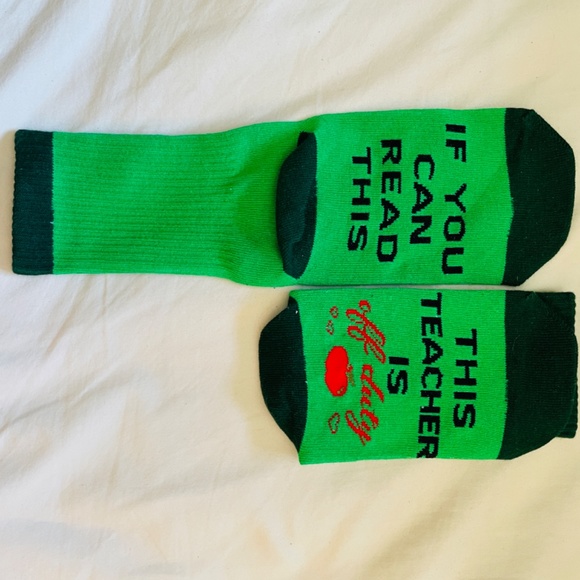 IF YOU
CAN
READ
THIS
THIS
TEACHER
IS
off duty